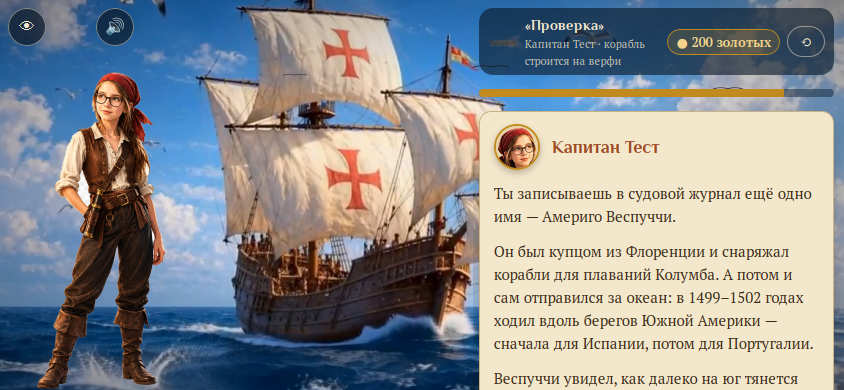 «Проверка»
Капитан Тест · корабль
строится на верфи
200 золотых
Капитан Тест
Ты записываешь в судовой журнал ещё одно
имя — Америго Веспуччи.
Он был купцом из Флоренции и снаряжал
корабли для плаваний Колумба. А потом и
сам отправился за океан: в 1499–1502 годах
ходил вдоль берегов Южной Америки —
сначала для Испании, потом для Португалии.
Веспуччи увидел, как далеко на юг тянется